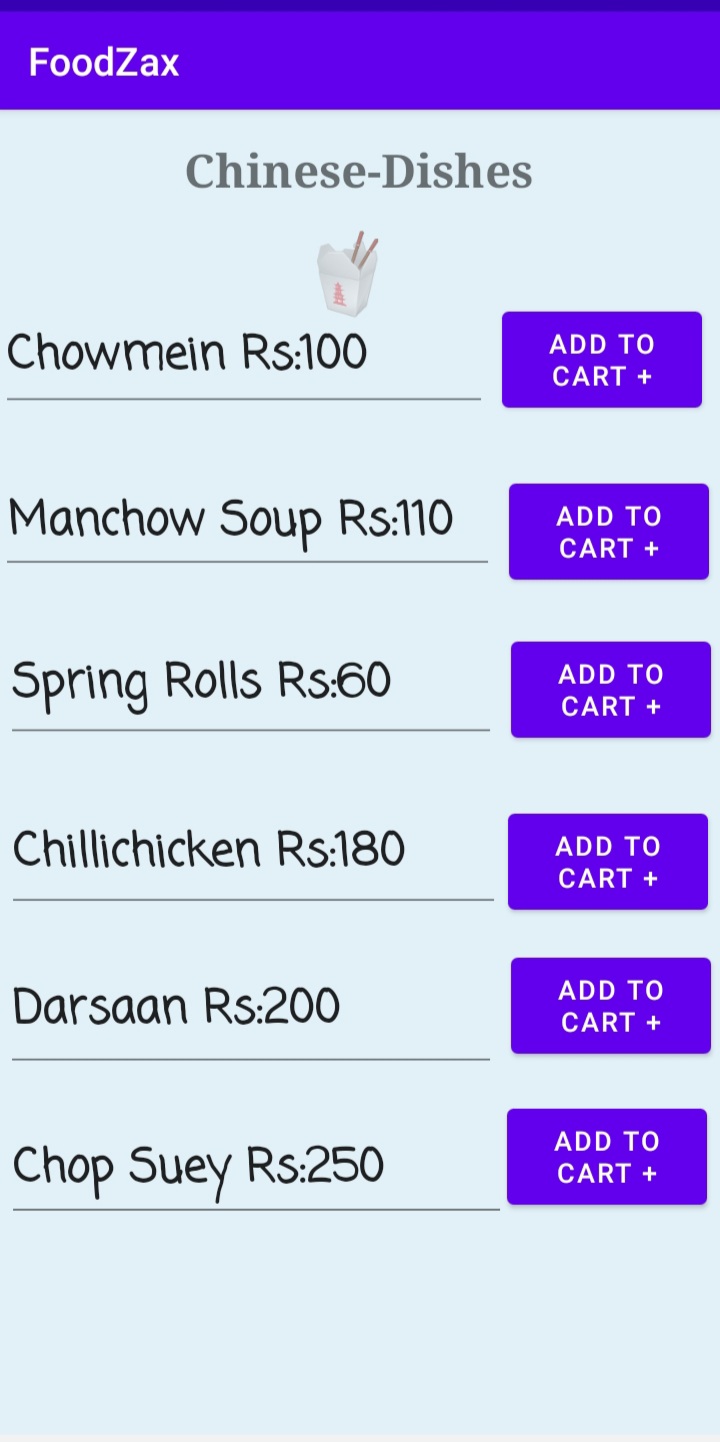 FoodZax
Chinese-Dishes
Chowmein Rs:100
ADD TO
CART +
Manchow Soup Rs:110
ADD TO
CART +
Spring Rolls Rs:60
ADD TO
CART +
Chillichicken Rs:180
ADD TO
CART +
Darsaan Rs:200
ADD TO
CART +
Chop Suey Rs:250
ADD TO
CART +